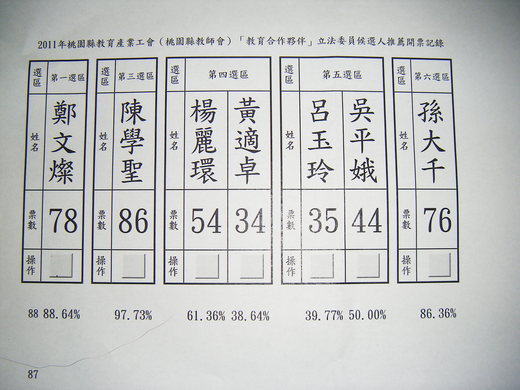 2011年桃園縣教育產業工會(桃園縣教師會)「教育合作夥伴」立法委員候選人推薦開票記錄
選區 第一選區 選區 第三選區 選區 第四選區 選區 第五選區 選區 第六選區
姓名 鄭文燦 姓名 陳學聖 姓名 楊麗環 黃適卓 姓名 呂玉玲 吳平娥 姓名 孫大千
票數 78 票數 86 票數 54 34 票數 35 44 票數 76
操作 操作 操作 操作 操作
88 88.64% 97.73% 61.36% 38.64% 39.77% 50.00% 86.36%
87